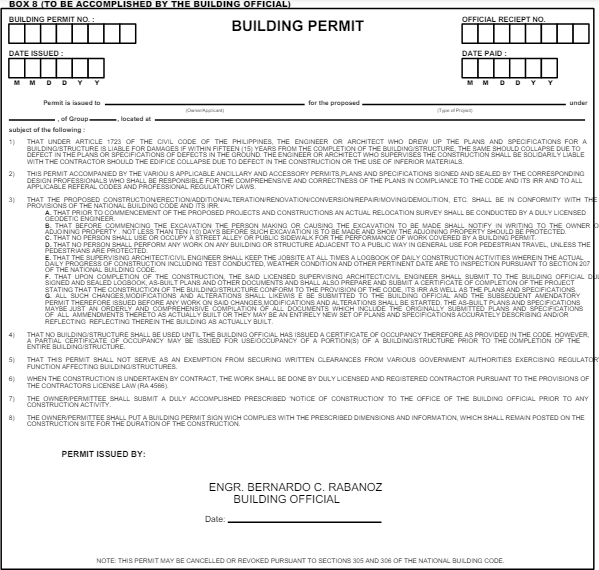 BOX 8 (TO BE ACCOMPLISHED BY THE BUILDING OFFICIAL)
BUILDING PERMIT NO. :
BUILDING PERMIT
OFFICIAL RECIEPT NO.
DATE ISSUED :
DATE PAID :
M M D D Y Y
M M D D Y Y
Permit is issued to for the proposed under
(Owner/Applicant) (Type of Project)
, of Group , located at
subject of the following :
1) THAT UNDER ARTICLE 1723 OF THE CIVIL CODE OF THE PHILIPPINES, THE ENGINEER OR ARCHITECT WHO DREW UP THE PLANS AND SPECIFICATIONS FOR A
BUILDING/STRUCTURE IS LIABLE FOR DAMAGES IF WITHIN FIFTEEN (15) YEARS FROM THE COMPLETION OF THE BUILDING/STRUCTURE, THE SAME SHOULD COLLAPSE DUE TO
DEFECT IN THE PLANS OR SPECIFICATIONS OF DEFECTS IN THE GROUND. THE ENGINEER OR ARCHITECT WHO SUPERVISES THE CONSTRUCTION SHALL BE SOLIDARILY LIABLE
WITH THE CONTRACTOR SHOULD THE EDIFICE COLLAPSE DUE TO DEFECT IN THE CONSTRUCTION OR THE USE OF INFERIOR MATERIALS.
2) THIS PERMIT ACCOMPANIED BY THE VARIOU S APPLICABLE ANCILLARY AND ACCESSORY PERMITS,PLANS AND SPECIFICATIONS SIGNED AND SEALED BY THE CORRESPONDING
DESIGN PROFESSIONALS WHO SHALL BE RESPONSIBLE FOR THE COMPREHENSIVE AND CORRECTNESS OF THE PLANS IN COMPLIANCE TO THE CODE AND ITS IRR AND TO ALL
APPLICABLE REFERAL CODES AND PROFESSIONAL REGULATORY LAWS.
3) THAT THE PROPOSED CONSTRUCTION/ERECTION/ADDITION/ALTERATION/RENOVATION/CONVERSION/REPAIR/MOVING/DEMOLITION, ETC. SHALL BE IN CONFORMITY WITH THE
PROVISIONS OF THE NATIONAL BUILDING CODE AND ITS IRR.
A. THAT PRIOR TO COMMENCEMENT OF THE PROPOSED PROJECTS AND CONSTRUCTIONS AN ACTUAL RELOCATION SURVEY SHALL BE CONDUCTED BY A DULY LICENSED
GEODETIC ENGINEER.
B. THAT BEFORE COMMENCING THE EXCAVATION THE PERSON MAKING OR CAUSING THE EXCAVATION TO BE MADE SHALL NOTIFY IN WRITING TO THE OWNER O
ADJOINING PROPERTY . NOT LESS THAN TEN (10) DAYS BEFORE SUCH EXCAVATION IS TO BE MADE AND SHOW THE ADJOINING PROPERTY SHOULD BE PROTECTED.
C. THAT NO PERSON SHALL USE OR OCCUPY A STREET ALLEY OR PUBLIC SIDEWALK FOR THE PERFORMANCE OF WORK COVERED BY A BUILDING PERMIT.
D. THAT NO PERSON SHALL PERFORM ANY WORK ON ANY BUILDING OR STRUCTURE ADJACENT TO A PUBLIC WAY IN GENERAL USE FOR PEDESTRIAN TRAVEL, UNLESS THE
PEDESTRIANS ARE PROTECTED.
E. THAT THE SUPERVISING ARCHITECT/CIVIL ENGINEER SHALL KEEP THE JOBSITE AT ALL TIMES A LOGBOOK OF DAILY CONSTRUCTION ACTIVITIES WHEREIN THE ACTUAL
DAILY PROGRESS OF CONSTRUCTION INCLUDING TEST CONDUCTED, WEATHER CONDITION AND OTHER PERTINENT DATE ARE TO INSPECTION PURSUANT TO SECTION 207
OF THE NATIONAL BUILDING CODE.
F. THAT UPON COMPLETION OF THE CONSTRUCTION, THE SAID LICENSED SUPERVISING ARCHITECT/CIVIL ENGINEER SHALL SUBMIT TO THE BUILDING OFFICIAL DU
SIGNED AND SEALED LOGBOOK, AS-BUILT PLANS AND OTHER DOCUMENTS AND SHALL ALSO PREPARE AND SUBMIT A CERTIFICATE OF COMPLETION OF THE PROJECT
STATING THAT THE CONSTRUCTION OF THE BUILDING/STRUCTURE CONFORM TO THE PROVISION OF THE CODE, ITS IRR AS WELL AS THE PLANS AND SPECIFICATIONS.
G. ALL SUCH CHANGES,MODIFICATIONS AND ALTERATIONS SHALL LIKEWIS E BE SUBMITTED TO THE BUILDING OFFICIAL AND THE SUBSEQUENT AMENDATORY
PERMIT THEREFORE ISSUED BEFORE ANY WORK ON SAID CHANGES,MODIFICATIONS AND ALTERATIONS SHALL BE STARTED, THE AS-BUILT PLANS AND SPECIFICATIONS
MAYBE JUST AN ORDERLY AND COMPREHENSIVE COMPILATION OF ALL DOCUMENTS WHICH INCLUDE THE ORIGINALLY SUBMITTED PLANS AND SPECIFICATIONS
OF ALL AMENDMENTS THERETO AS ACTUALLY BUILT OR THEY MAY BE AN ENTIRELY NEW SET OF PLANS AND SPECIFICATIONS ACCURATELY DESCRIBING AND/OR
REFLECTING REFLECTING THEREIN THE BUILDING AS ACTUALLY BUILT.
4) THAT NO BUILDING/STRUCTURE SHALL BE USED UNTIL THE BUILDING OFFICIAL HAS ISSUED A CERTIFICATE OF OCCUPANCY THEREFORE AS PROVIDED IN THE CODE. HOWEVER,
A PARTIAL CERTIFICATE OF OCCUPANCY MAY BE ISSUED FOR USE/OCCUPANCY OF A PORTION(S) OF A BUILDING/STRUCTURE PRIOR TO THE COMPLETION OF THE
ENTIRE BUILDING/STRUCTURE.
5) THAT THIS PERMIT SHALL NOT SERVE AS AN EXEMPTION FROM SECURING WRITTEN CLEARANCES FROM VARIOUS GOVERNMENT AUTHORITIES EXERCISING REGULATOR
FUNCTION AFFECTING BUILDING/STRUCTURES.
6) WHEN THE CONSTRUCTION IS UNDERTAKEN BY CONTRACT, THE WORK SHALL BE DONE BY DULY LICENSED AND REGISTERED CONTRACTOR PURSUANT TO THE PROVISIONS OF
THE CONTRACTORS LICENSE LAW (RA 4566).
7) THE OWNER/PERMITTEE SHALL SUBMIT A DULY ACCOMPLISHED PRESCRIBED 'NOTICE OF CONSTRUCTION' TO THE OFFICE OF THE BUILDING OFFICIAL PRIOR TO ANY
CONSTRUCTION ACTIVITY.
8) THE OWNER/PERMITTEE SHALL PUT A BUILDING PERMIT SIGN WICH COMPLIES WITH THE PRESCRIBED DIMENSIONS AND INFORMATION, WHICH SHALL REMAIN POSTED ON THE
CONSTRUCTION SITE FOR THE DURATION OF THE CONSTRUCTION.
PERMIT ISSUED BY:
ENGR. BERNARDO C. RABANOZ
BUILDING OFFICIAL
Date:
NOTE: THIS PERMIT MAY BE CANCELLED OR REVOKED PURSUANT TO SECTIONS 305 AND 306 OF THE NATIONAL BUILDING CODE.